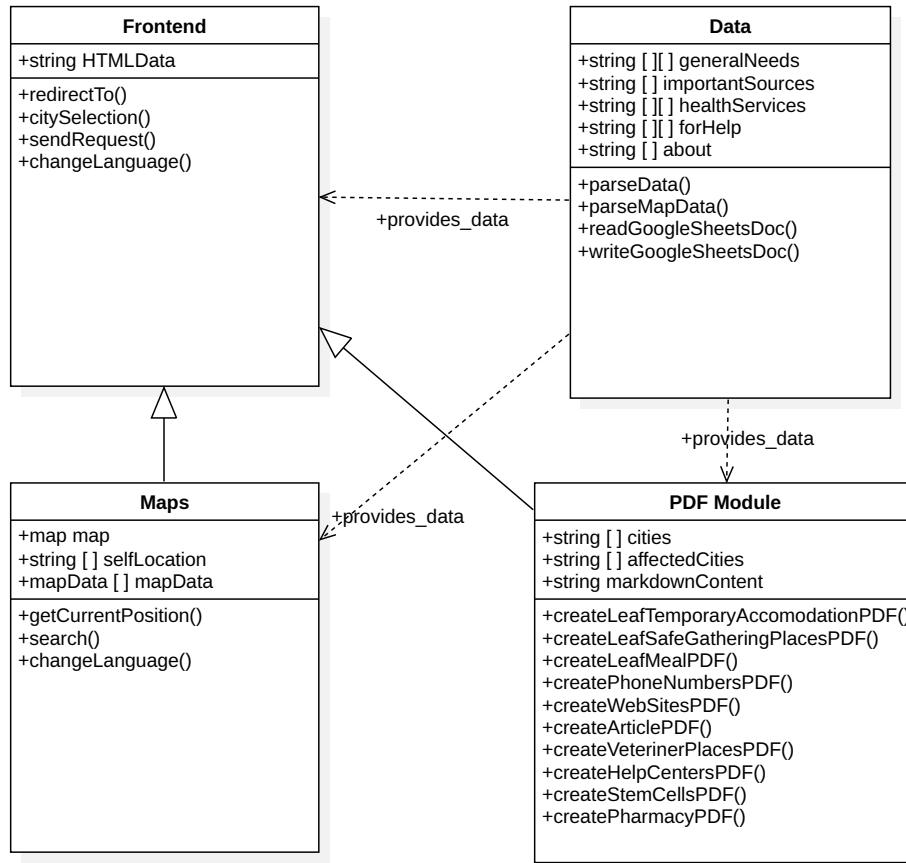 Frontend
+string HTMLData
+redirectTo()
+citySelection()
+sendRequest()
+changeLanguage()
Data
+string [ ][ ] generalNeeds
+string [ ] importantSources
+string [ ][ ] healthServices
+string [ ][ ] forHelp
+string [ ] about
+parseData()
+parseMapData()
+readGoogleSheetsDoc()
+writeGoogleSheetsDoc()
+provides_data
+provides_data
+provides_data
Maps
+map map
+string [ ] selfLocation
+mapData [ ] mapData
+getCurrentPosition()
+search()
+changeLanguage()
PDF Module
+string [ ] cities
+string [ ] affectedCities
+string markdownContent
+createLeafTemporaryAccomodationPDF()
+createLeafSafeGatheringPlacesPDF()
+createLeafMealPDF()
+createPhoneNumbersPDF()
+createWebSitesPDF()
+createArticlePDF()
+createVeterinerPlacesPDF()
+createHelpCentersPDF()
+createStemCellsPDF()
+createPharmacyPDF()